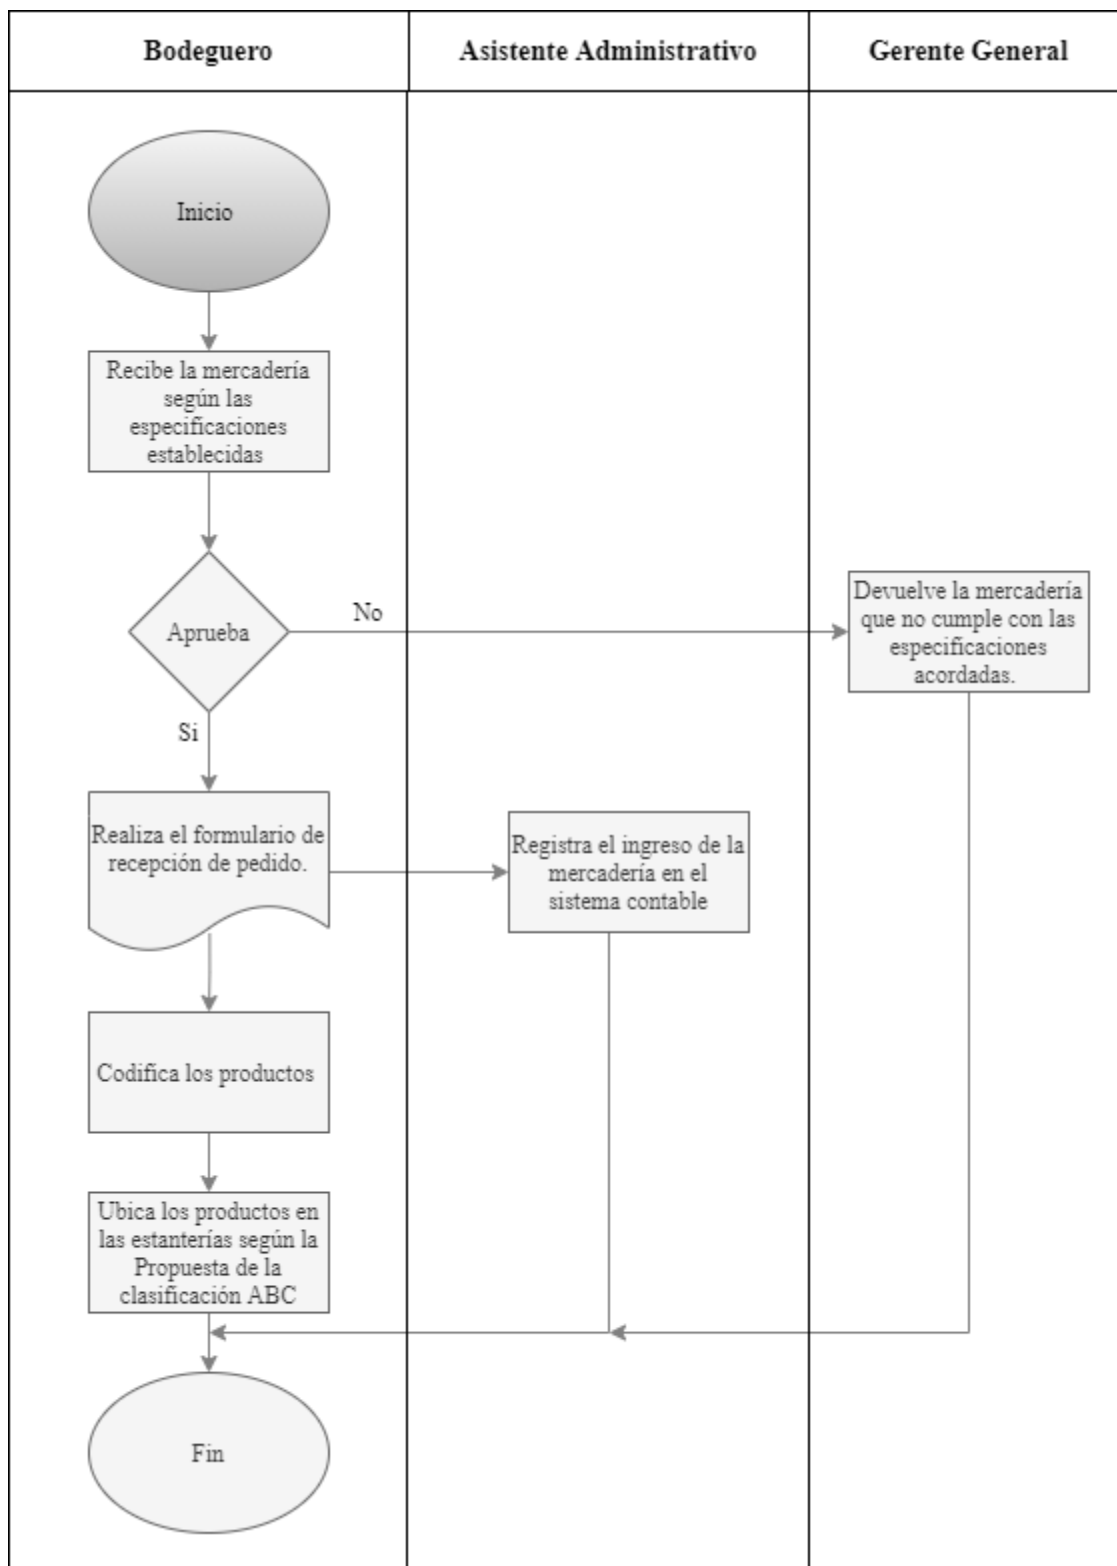 Bodeguero
Asistente Administrativo
Gerente General
Inicio
Recibe la mercadería
según las
especificaciones
establecidas
Aprueba
No
Devuelve la mercadería
que no cumple con las
especificaciones
acordadas.
Si
Realiza el formulario de
recepción de pedido.
Registra el ingreso de la
mercadería en el
sistema contable
Codifica los productos
Ubica los productos en
las estanterías según la
Propuesta de la
clasificación ABC
Fin